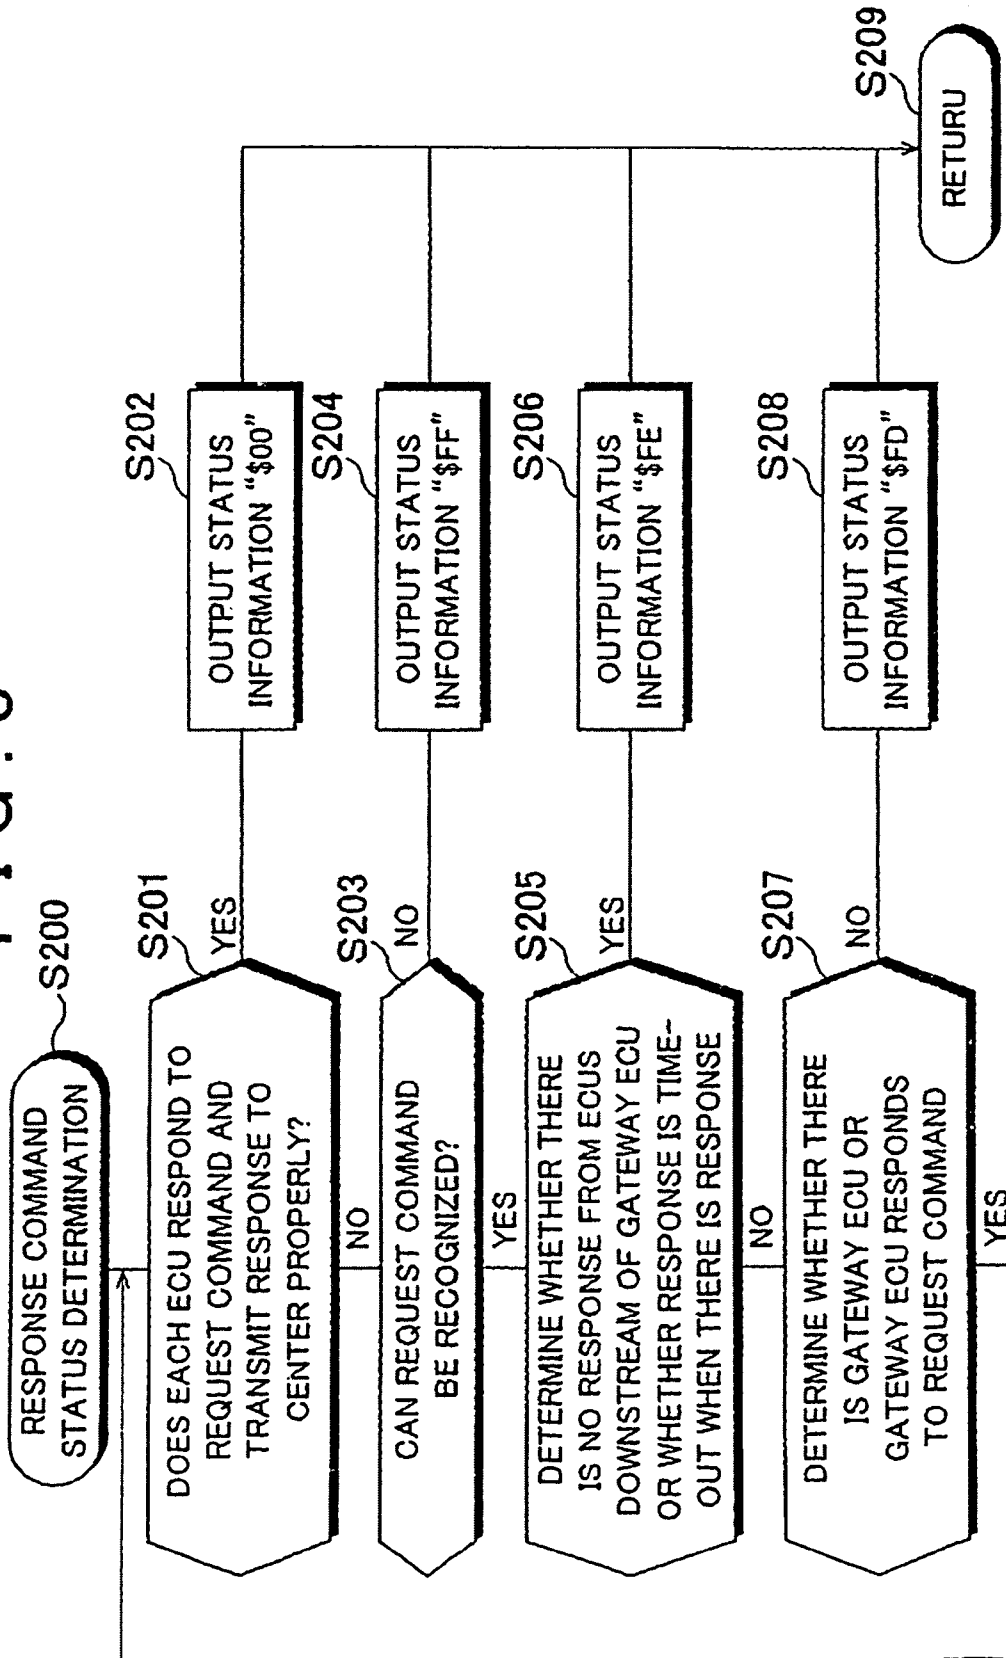 S200
RESPONSE COMMAND
STATUS DETERMINATION
S201
DOES EACH ECU RESPOND TO
REQUEST COMMAND AND
TRANSMIT RESPONSE TO
CENTER PROPERLY?
YES
NO
S202
OUTPUT STATUS
INFORMATION “$00”
S203
CAN REQUEST COMMAND
BE RECOGNIZED?
NO
YES
S204
OUTPUT STATUS
INFORMATION “$FF”
S205
DETERMINE WHETHER THERE
IS NO RESPONSE FROM ECUS
DOWNSTREAM OF GATEWAY ECU
OR WHETHER RESPONSE IS TIME-
OUT WHEN THERE IS RESPONSE
YES
NO
S206
OUTPUT STATUS
INFORMATION “$FE”
S207
DETERMINE WHETHER THERE
IS GATEWAY ECU OR
GATEWAY ECU RESPONDS
TO REQUEST COMMAND
NO
YES
S208
OUTPUT STATUS
INFORMATION “$FD”
S209
RETURU